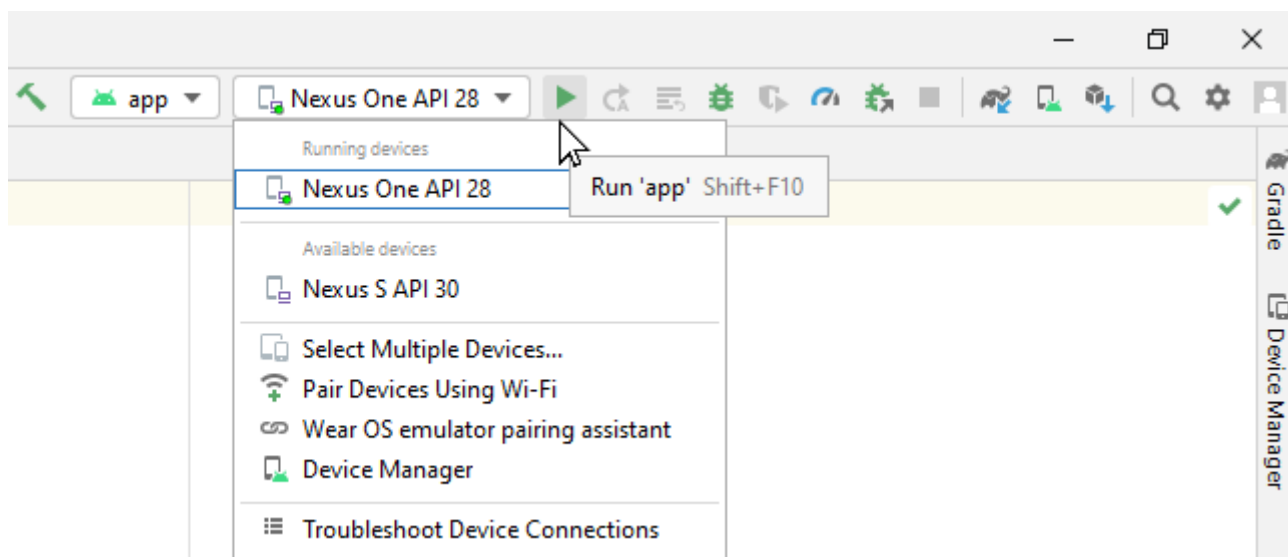 app
Nexus One API 28
Running devices
Nexus One API 28
Run 'app' Shift+F10
Available devices
Nexus S API 30
Select Multiple Devices...
Pair Devices Using Wi-Fi
Wear OS emulator pairing assistant
Device Manager
Troubleshoot Device Connections
Gradle
Device Manager